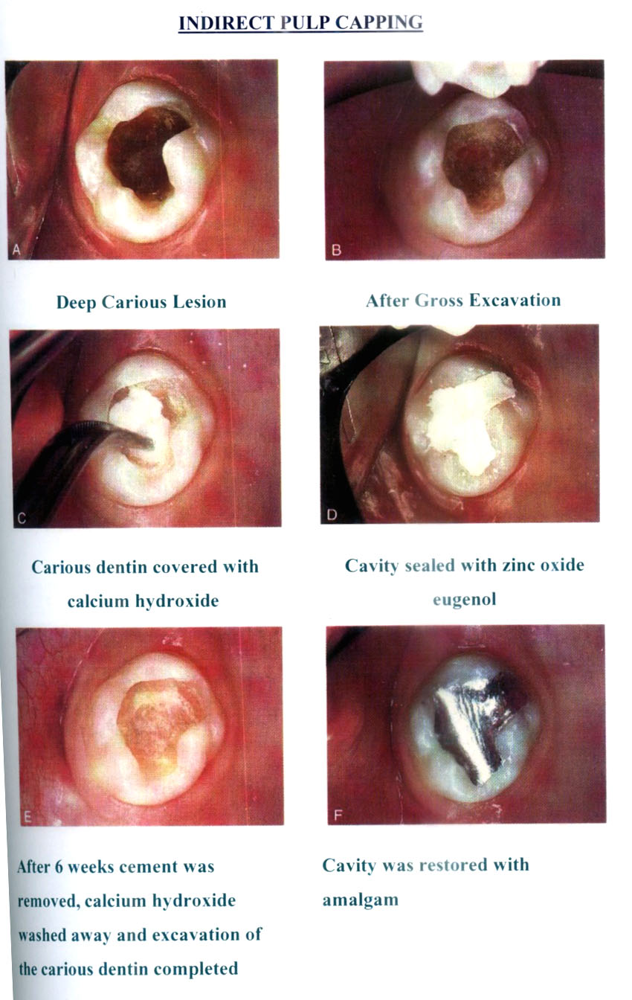 INDIRECT PULP CAPPING
A
B
Deep Carious Lesion
After Gross Excavation
C
D
Carious dentin covered with
calcium hydroxide
Cavity sealed with zinc oxide
eugenol
E
F
After 6 weeks cement was
removed, calcium hydroxide
washed away and excavation of
the carious dentin completed
Cavity was restored with
amalgam